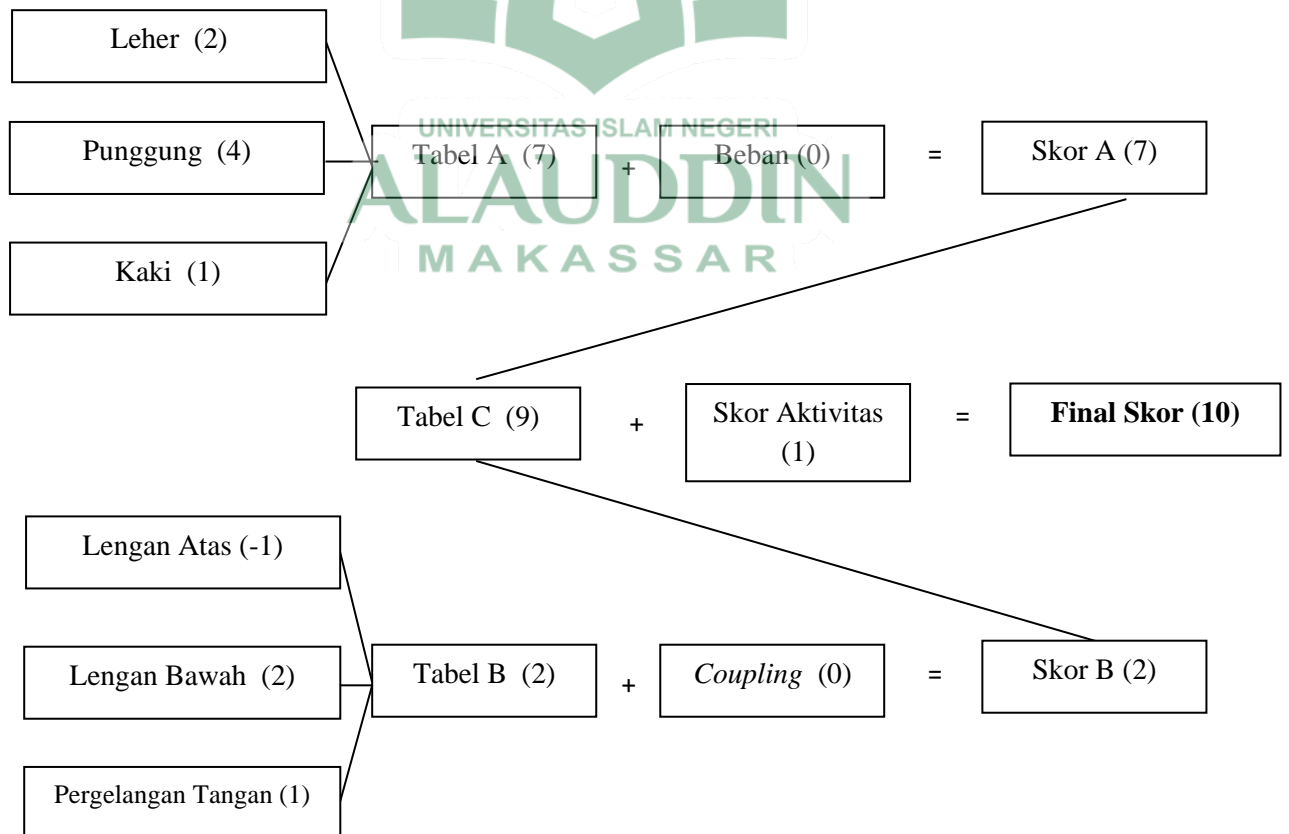 Leher (2)
UNIVERSITAS ISLAM NEGERI
ALAUDDIN
MAKASSAR
Punggung (4)
Tabel A (7)
+
Beban (0)
=
Skor A (7)
Kaki (1)
Tabel C (9)
+
Skor Aktivitas
(1)
=
Final Skor (10)
Lengan Atas (-1)
Lengan Bawah (2)
Tabel B (2)
+
Coupling (0)
=
Skor B (2)
Pergelangan Tangan (1)